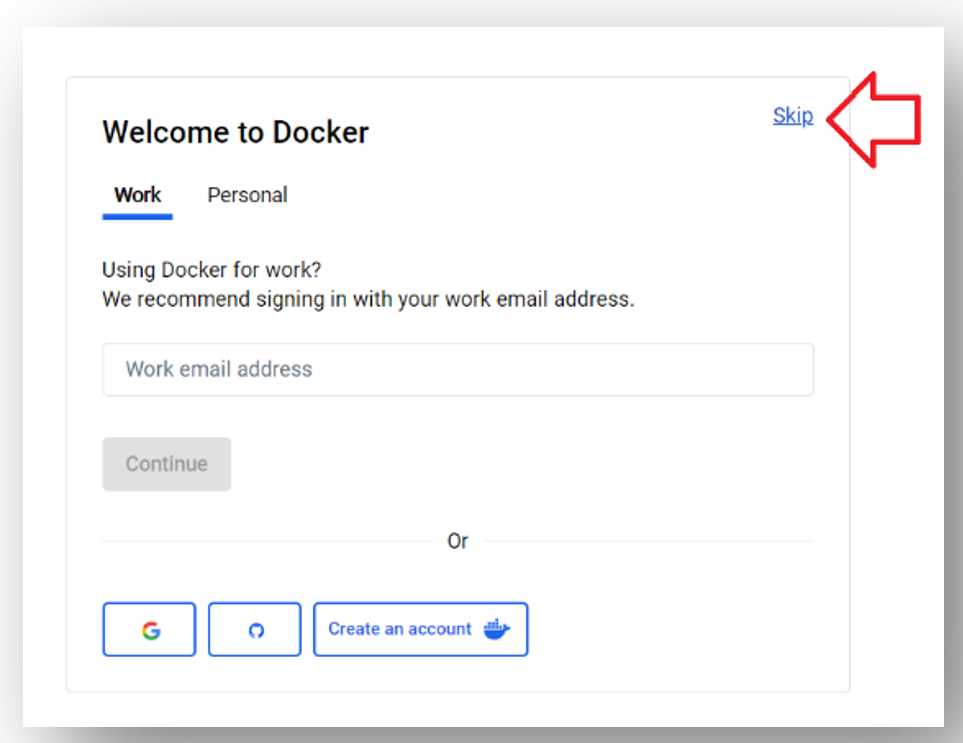 Welcome to Docker
Skip
Work Personal
Using Docker for work?
We recommend signing in with your work email address.
Work email address
Continue
Or
Create an account